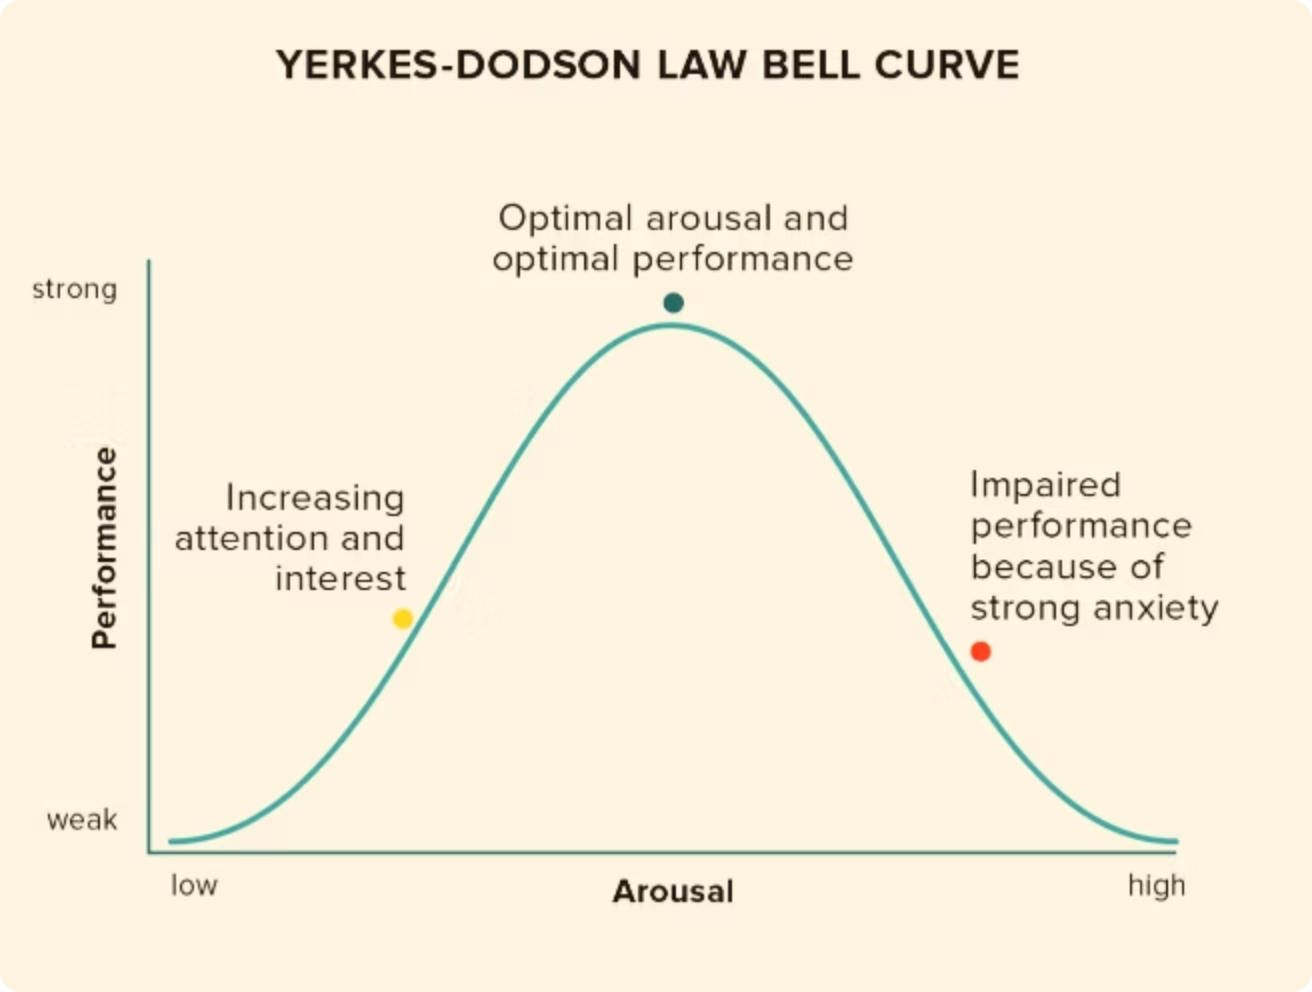 YERKES-DODSON LAW BELL CURVE
Optimal arousal and
optimal performance
strong
Increasing
attention and
interest
Impaired
performance
because of
strong anxiety
Performance
weak
low
Arousal
high